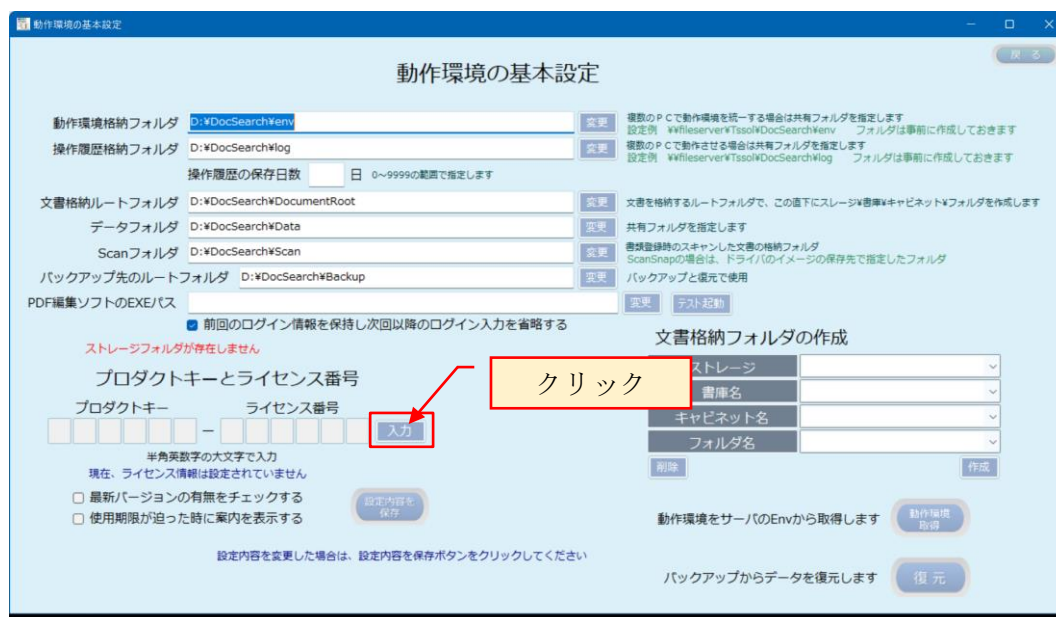 動作環境の基本設定
戻る
動作環境の基本設定
動作環境格納フォルダ D:¥DocSearch¥env 変更 複数のPCで動作環境を統一する場合は共有フォルダを指定します
設定例 ¥¥fileserver¥Tssol¥DocSearch¥env フォルダは事前に作成しておきます
操作履歴格納フォルダ D:¥DocSearch¥log 変更 複数のPCで動作させる場合は共有フォルダを指定します
設定例 ¥¥fileserver¥Tssol¥DocSearch¥log フォルダは事前に作成しておきます
操作履歴の保存日数 日 0～9999の範囲で指定します
文書格納ルートフォルダ D:¥DocSearch¥DocumentRoot 変更 文書を格納するルートフォルダで、この直下にスレージ¥書庫¥キャビネット¥フォルダを作成します
データフォルダ D:¥DocSearch¥Data 変更 共有フォルダを指定します
Scanフォルダ D:¥DocSearch¥Scan 変更 書類登録時のスキャンした文書の格納フォルダ
ScanSnapの場合は、ドライバのイメージの保存先で指定したフォルダ
バックアップ先のルートフォルダ D:¥DocSearch¥Backup 変更 バックアップと復元で使用
PDF編集ソフトのEXEパス 変更 テスト起動
前回のログイン情報を保持し次回以降のログイン入力を省略する
ストレージフォルダが存在しません
プロダクトキーとライセンス番号
プロダクトキー ライセンス番号
－ 入力
クリック
半角英数字の大文字で入力
現在、ライセンス情報は設定されていません
最新バージョンの有無をチェックする
使用期限が迫った時に案内を表示する
設定内容を
保存
設定内容を変更した場合は、設定内容を保存ボタンをクリックしてください
文書格納フォルダの作成
ストレージ
書庫名
キャビネット名
フォルダ名
削除 作成
動作環境をサーバのEnvから取得します 動作環境
取得
バックアップからデータを復元します 復元